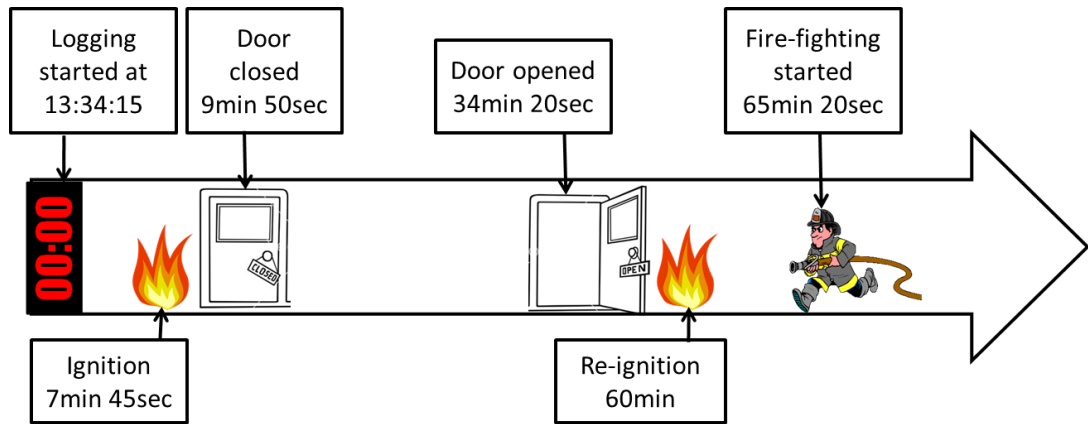 Logging
started at
13:34:15
Door
closed
9min 50sec
Door opened
34min 20sec
Fire-fighting
started
65min 20sec
00:00
CLOSED
OPEN
Ignition
7min 45sec
Re-ignition
60min